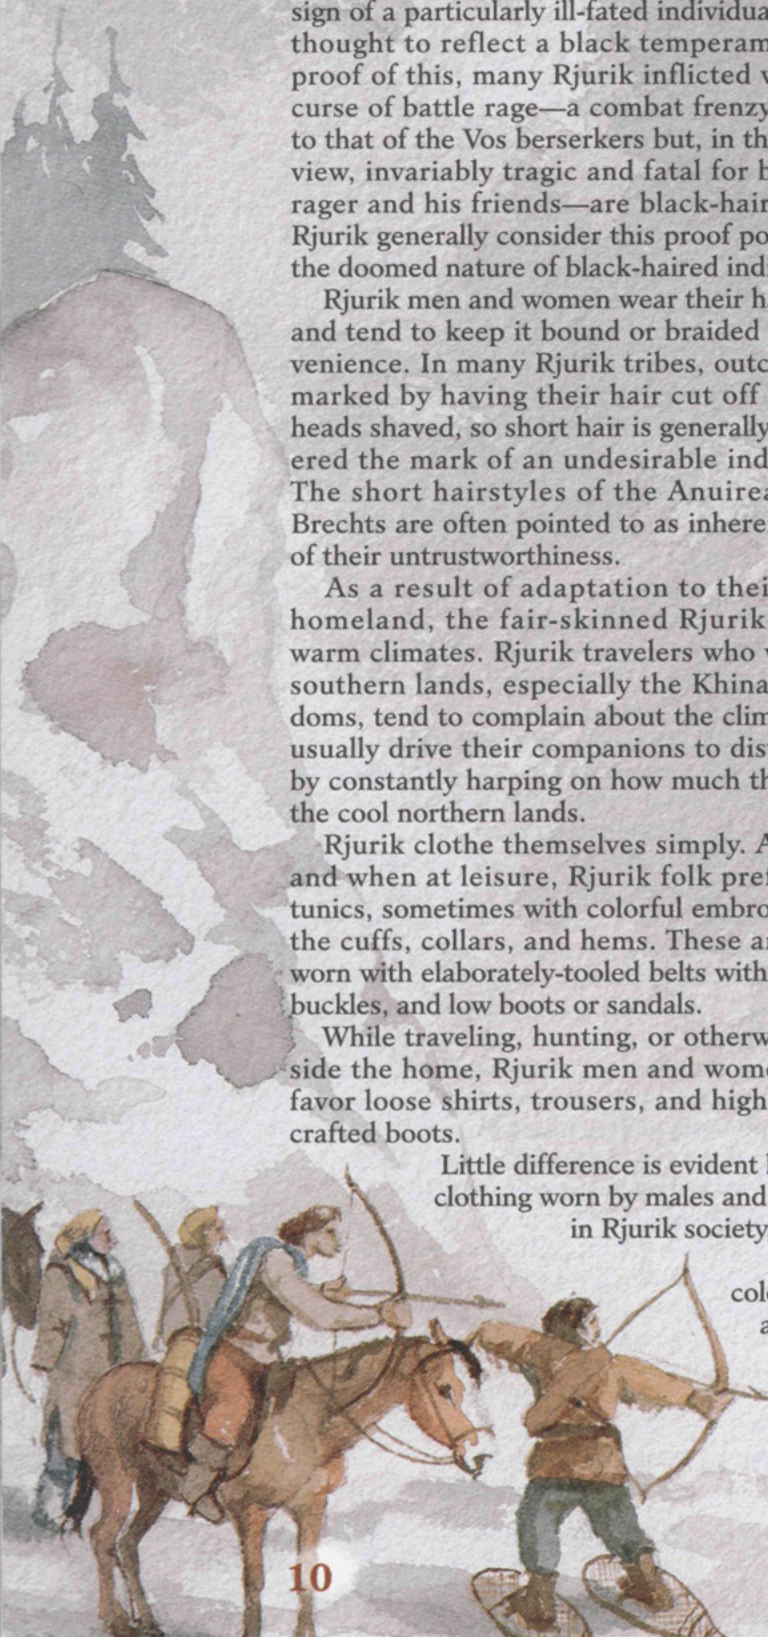 sign of a particularly ill-fated individua
thought to reflect a black temperam
proof of this, many Rjurik inflicted w
curse of battle rage—a combat frenzy
to that of the Vos berserkers but, in th
view, invariably tragic and fatal for b
rager and his friends—are black-hair
Rjurik generally consider this proof po
the doomed nature of black-haired indi
Rjurik men and women wear their h
and tend to keep it bound or braided
venience. In many Rjurik tribes, outc
marked by having their hair cut off
heads shaved, so short hair is generally
ered the mark of an undesirable ind
The short hairstyles of the Anuirea
Brechts are often pointed to as inhere
of their untrustworthiness.
As a result of adaptation to thei
homeland, the fair-skinned Rjurik
warm climates. Rjurik travelers who v
southern lands, especially the Khina
doms, tend to complain about the clim
usually drive their companions to dis
by constantly harping on how much th
the cool northern lands.
Rjurik clothe themselves simply. A
and when at leisure, Rjurik folk pref
tunics, sometimes with colorful embro
the cuffs, collars, and hems. These ar
worn with elaborately-tooled belts with
buckles, and low boots or sandals.
While traveling, hunting, or otherw
side the home, Rjurik men and wome
favor loose shirts, trousers, and high
crafted boots.
Little difference is evident
clothing worn by males and
in Rjurik society
colo
a
10